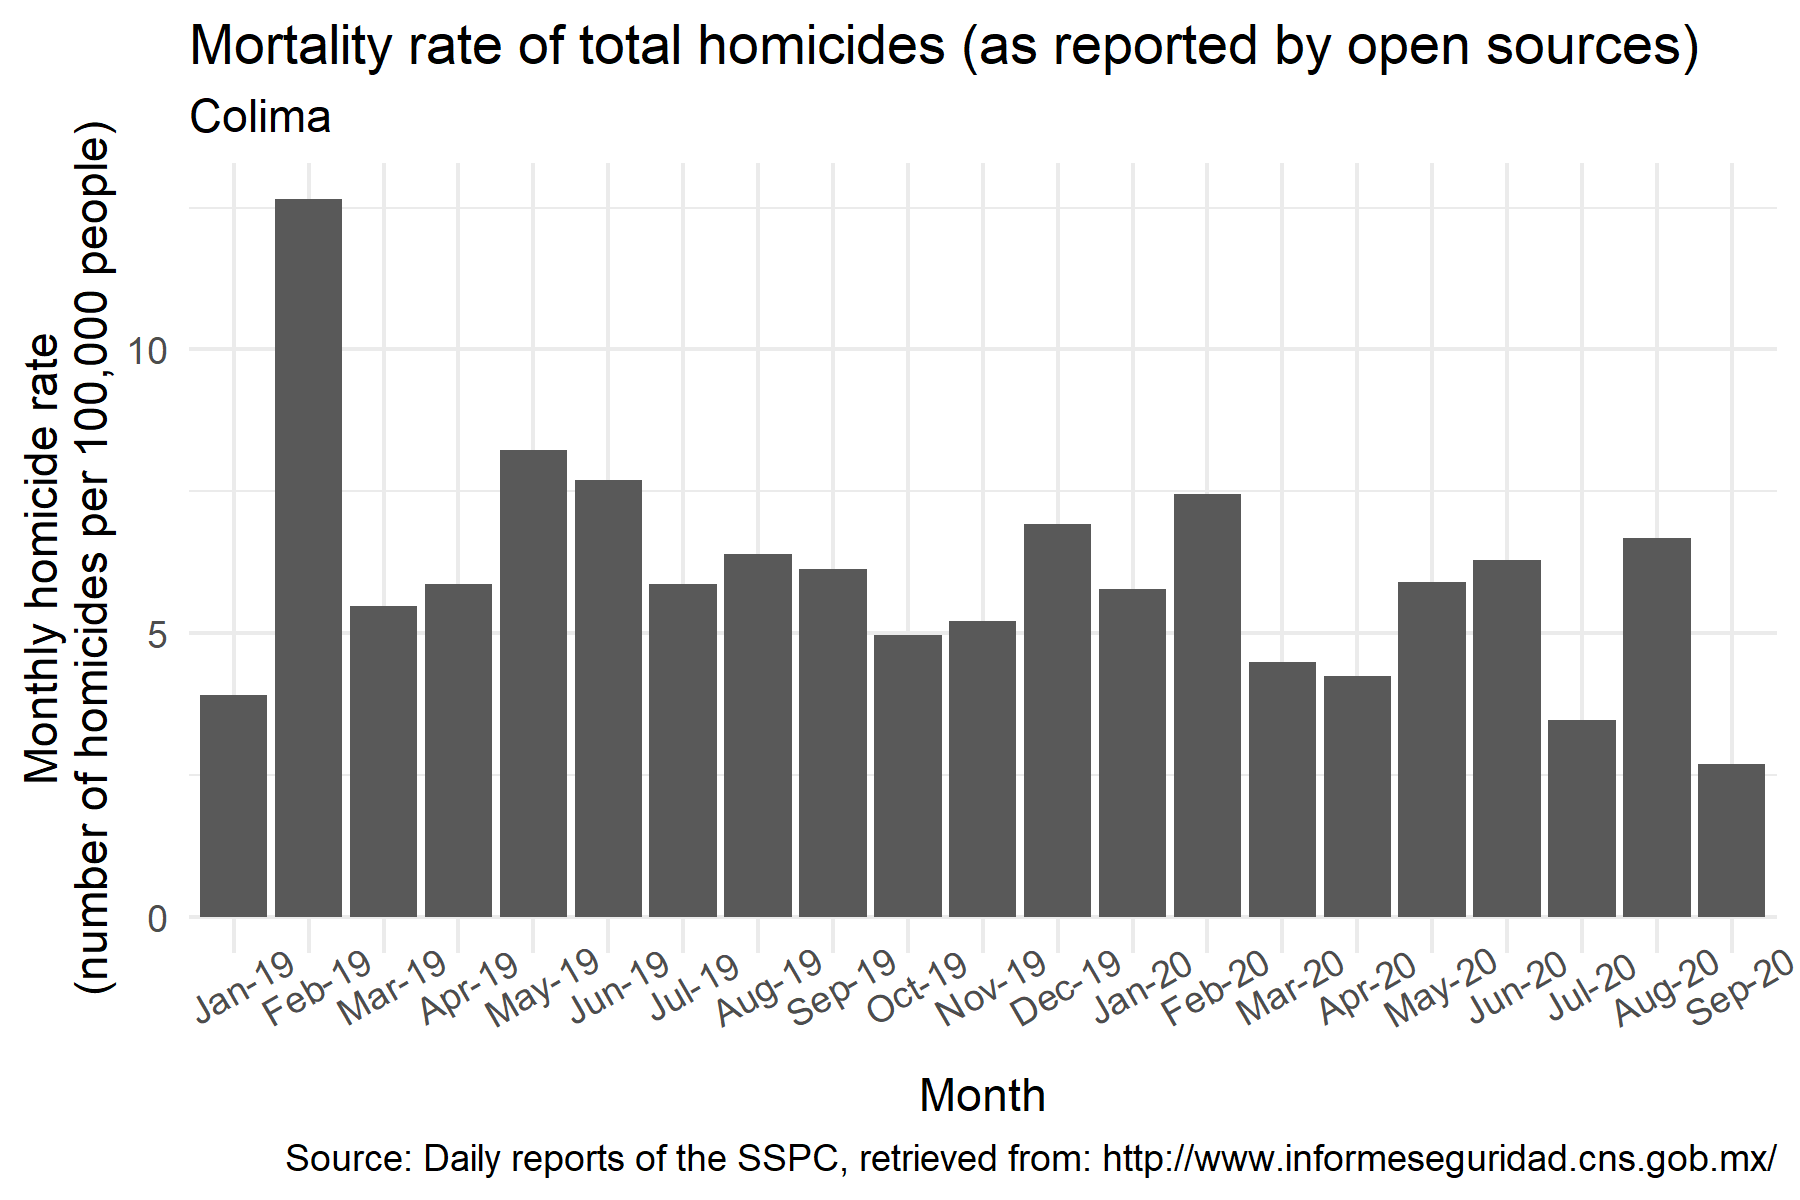 Mortality rate of total homicides (as reported by open sources)
Colima
Monthly homicide rate
(number of homicides per 100,000 people)
10
5
0
Jan-19
Feb-19
Mar-19
Apr-19
May-19
Jun-19
Jul-19
Aug-19
Sep-19
Oct-19
Nov-19
Dec-19
Jan-20
Feb-20
Mar-20
Apr-20
May-20
Jun-20
Jul-20
Aug-20
Sep-20
Month
Source: Daily reports of the SSPC, retrieved from: http://www.informeseguridad.cns.gob.mx/